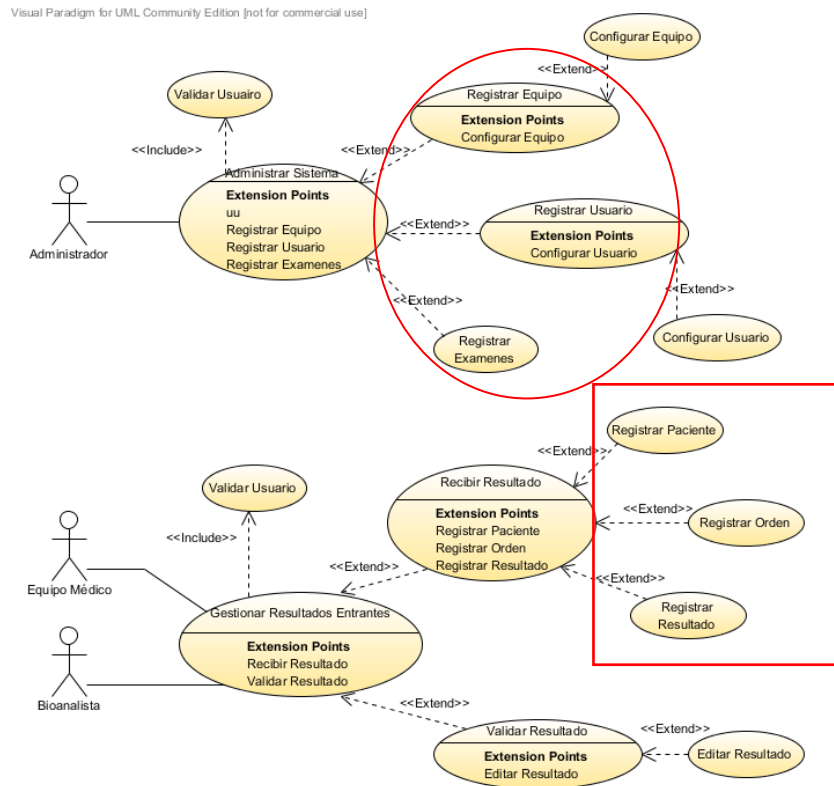 Visual Paradigm for UML Community Edition [not for commercial use]
Configurar Equipo
<<Extend>>
Validar Usuairo
Registrar Equipo
Extension Points
Configurar Equipo
<<Include>>
<<Extend>>
Administrar Sistema
Extension Points
uu
Registrar Equipo
Registrar Usuario
Registrar Examenes
Administrador
<<Extend>>
Registrar Usuario
Extension Points
Configurar Usuario
<<Extend>>
<<Extend>>
Registrar
Examenes
Configurar Usuario
Registrar Paciente
<<Extend>>
Validar Usuario
Recibir Resultado
Extension Points
Registrar Paciente
Registrar Orden
Registrar Resultado
<<Extend>>
Registrar Orden
<<Include>>
<<Extend>>
<<Extend>>
Registrar
Resultado
Equipo Médico
Gestionar Resultados Entrantes
Extension Points
Recibir Resultado
Validar Resultado
Bioanalista
<<Extend>>
Validar Resultado
Extension Points
Editar Resultado
<<Extend>>
Editar Resultado